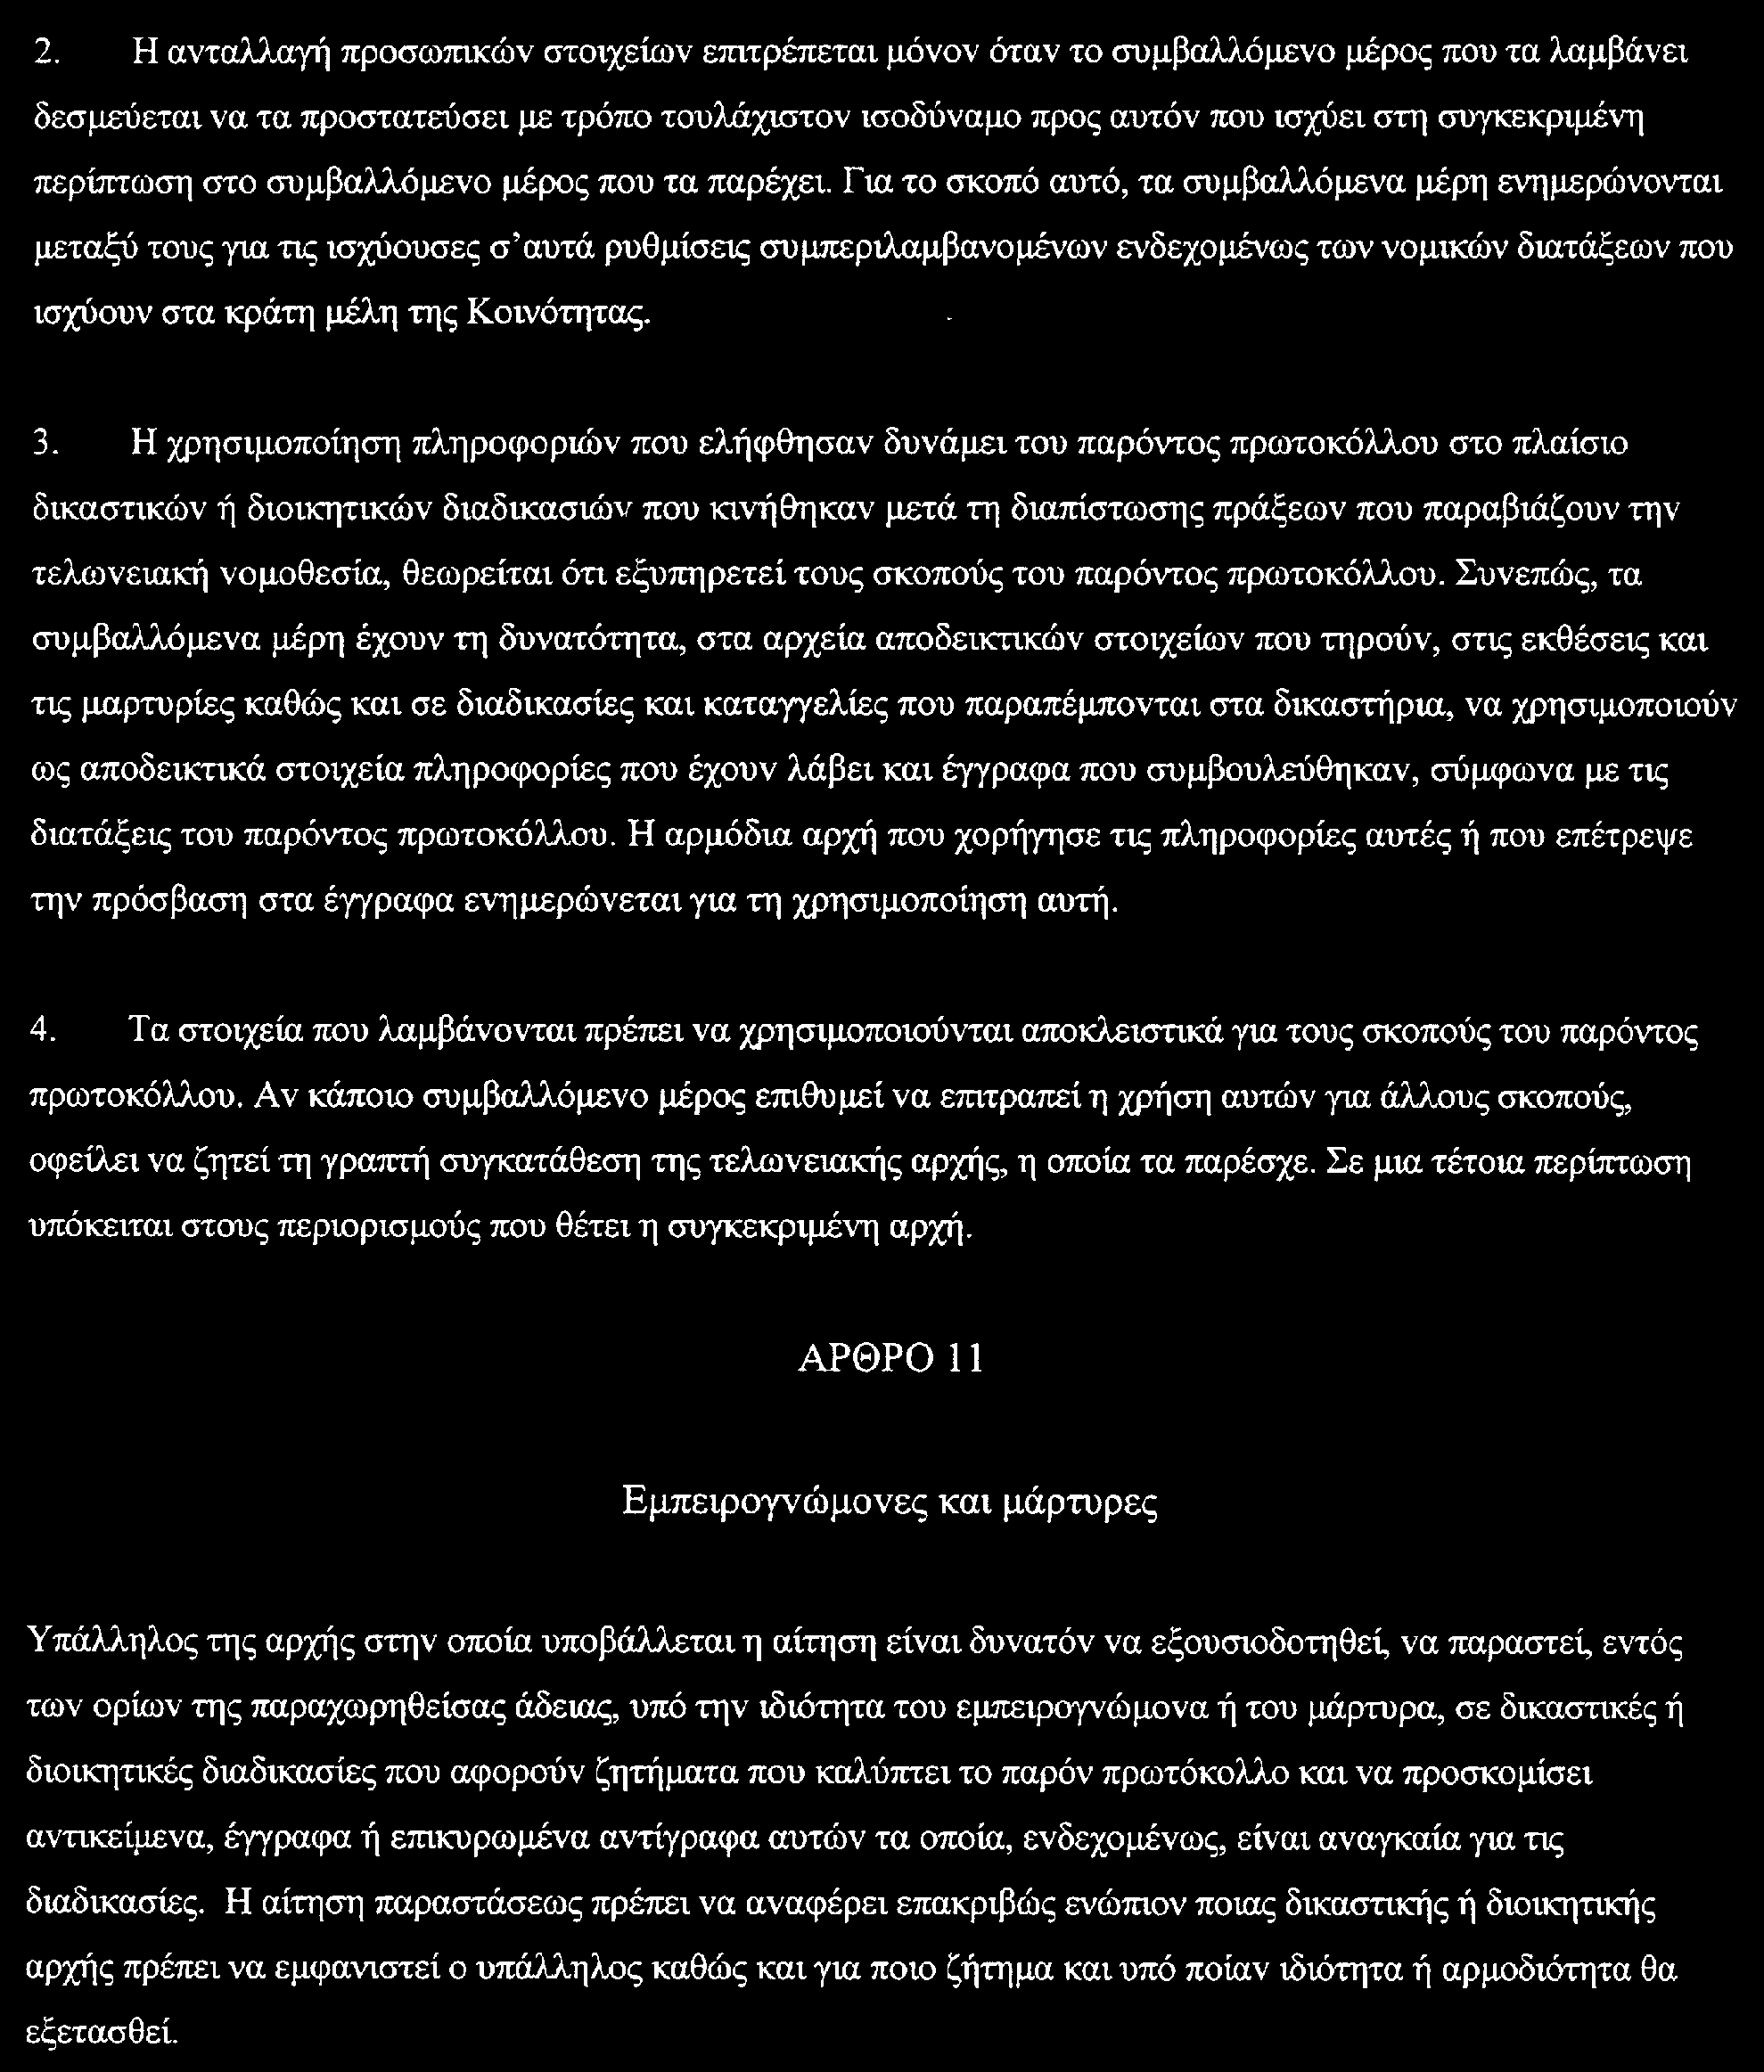 2. Η ανταλλαγή προσωπικών στοιχείων επιτρέπεται μόνον όταν το συμβαλλόμενο μέρος που τα λαμβάνει
δεσμεύεται να τα προστατεύσει με τρόπο τουλάχιστον ισοδύναμο προς αυτόν που ισχύει στη συγκεκριμένη
περίπτωση στο συμβαλλόμενο μέρος που τα παρέχει. Για το σκοπό αυτό, τα συμβαλλόμενα μέρη ενημερώνονται
μεταξύ τους για τις ισχύουσες σ’αυτά ρυθμίσεις συμπεριλαμβανομένων ενδεχομένως των νομικών διατάξεων που
ισχύουν στα κράτη μέλη της Κοινότητας.
3. Η χρησιμοποίηση πληροφοριών που ελήφθησαν δυνάμει του παρόντος πρωτοκόλλου στο πλαίσιο
δικαστικών ή διοικητικών διαδικασιών που κινήθηκαν μετά τη διαπίστωσης πράξεων που παραβιάζουν την
τελωνειακή νομοθεσία, θεωρείται ότι εξυπηρετεί τους σκοπούς του παρόντος πρωτοκόλλου. Συνεπώς, τα
συμβαλλόμενα μέρη έχουν τη δυνατότητα, στα αρχεία αποδεικτικών στοιχείων που τηρούν, στις εκθέσεις και
τις μαρτυρίες καθώς και σε διαδικασίες και καταγγελίες που παραπέμπονται στα δικαστήρια, να χρησιμοποιούν
ως αποδεικτικά στοιχεία πληροφορίες που έχουν λάβει και έγγραφα που συμβουλεύθηκαν, σύμφωνα με τις
διατάξεις του παρόντος πρωτοκόλλου. Η αρμόδια αρχή που χορήγησε τις πληροφορίες αυτές ή που επέτρεψε
την πρόσβαση στα έγγραφα ενημερώνεται για τη χρησιμοποίηση αυτή.
4. Τα στοιχεία που λαμβάνονται πρέπει να χρησιμοποιούνται αποκλειστικά για τους σκοπούς του παρόντος
πρωτοκόλλου. Αν κάποιο συμβαλλόμενο μέρος επιθυμεί να επιτραπεί η χρήση αυτών για άλλους σκοπούς,
οφείλει να ζητεί τη γραπτή συγκατάθεση της τελωνειακής αρχής, η οποία τα παρέσχε. Σε μια τέτοια περίπτωση
υπόκειται στους περιορισμούς που θέτει η συγκεκριμένη αρχή.
ΑΡΘΡΟ 11
Εμπειρογνώμονες και μάρτυρες
Υπάλληλος της αρχής στην οποία υποβάλλεται η αίτηση είναι δυνατόν να εξουσιοδοτηθεί, να παραστεί, εντός
των ορίων της παραχωρηθείσας άδειας, υπό την ιδιότητα του εμπειρογνώμονα ή του μάρτυρα, σε δικαστικές ή
διοικητικές διαδικασίες που αφορούν ζητήματα που καλύπτει το παρόν πρωτόκολλο και να προσκομίσει
αντικείμενα, έγγραφα ή επικυρωμένα αντίγραφα αυτών τα οποία, ενδεχομένως, είναι αναγκαία για τις
διαδικασίες. Η αίτηση παραστάσεως πρέπει να αναφέρει επακριβώς ενώπιον ποιας δικαστικής ή διοικητικής
αρχής πρέπει να εμφανιστεί ο υπάλληλος καθώς και για ποιο ζήτημα και υπό ποίαν ιδιότητα ή αρμοδιότητα θα
εξετασθεί.